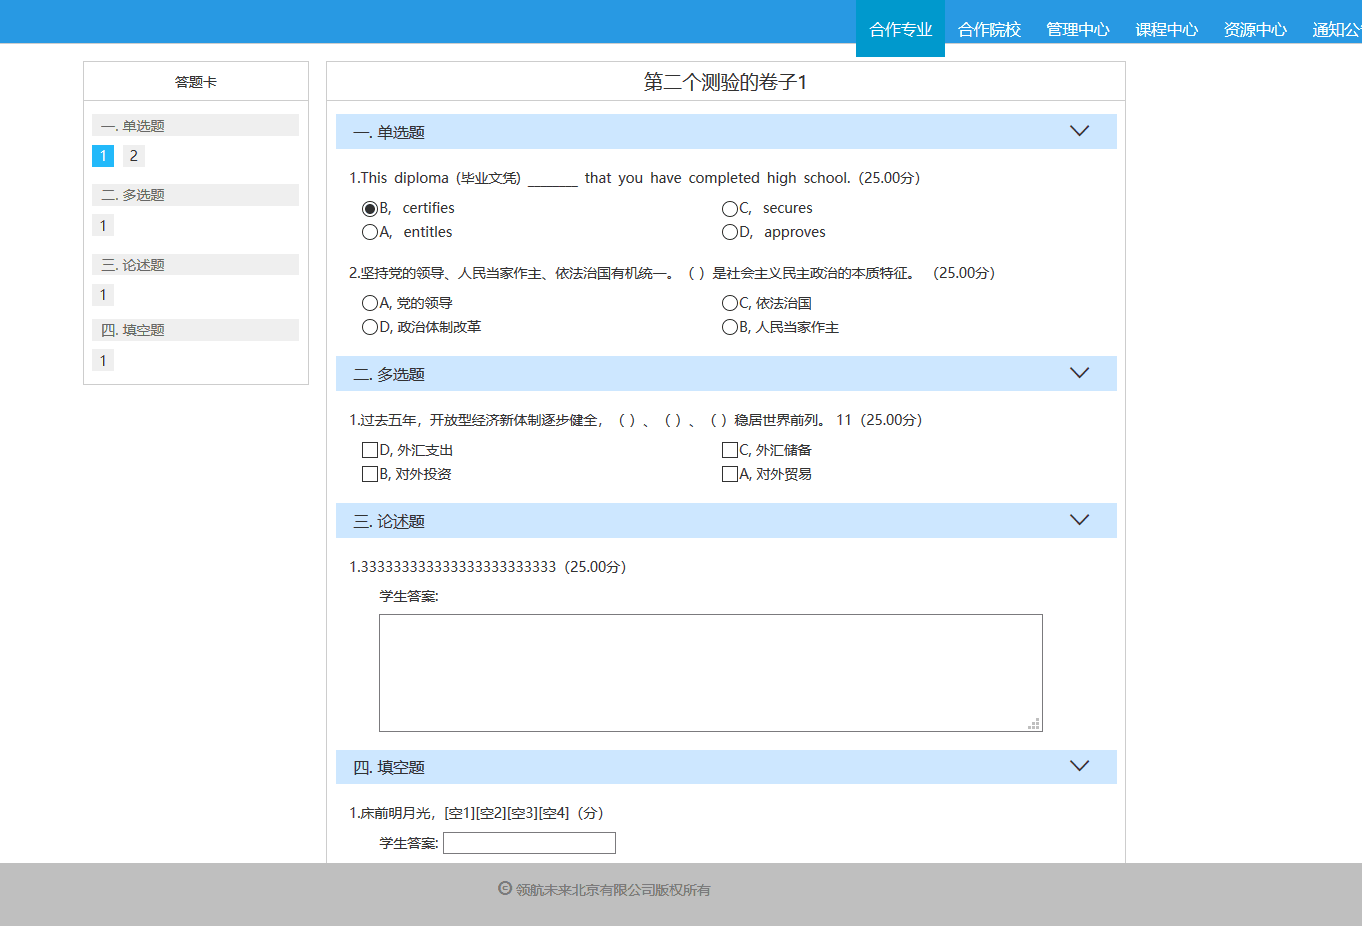 合作专业 合作院校 管理中心 课程中心 资源中心 通知公
答题卡
一. 单选题
1 2
二. 多选题
1
三. 论述题
1
四. 填空题
1
第二个测验的卷子1
一. 单选题
1.This diploma (毕业文凭) _______ that you have completed high school.（25.00分）
B, certifies
C, secures
A, entitles
D, approves
2.坚持党的领导、人民当家作主、依法治国有机统一。（ ）是社会主义民主政治的本质特征。 （25.00分）
A, 党的领导
C, 依法治国
D, 政治体制改革
B, 人民当家作主
二. 多选题
1.过去五年，开放型经济新体制逐步健全，（ ）、（ ）、（ ）稳居世界前列。 11（25.00分）
D, 外汇支出
C, 外汇储备
B, 对外投资
A, 对外贸易
三. 论述题
1.333333333333333333333333（25.00分）
学生答案:
四. 填空题
1.床前明月光，[空1][空2][空3][空4]（分）
学生答案:
© 领航未来北京有限公司版权所有